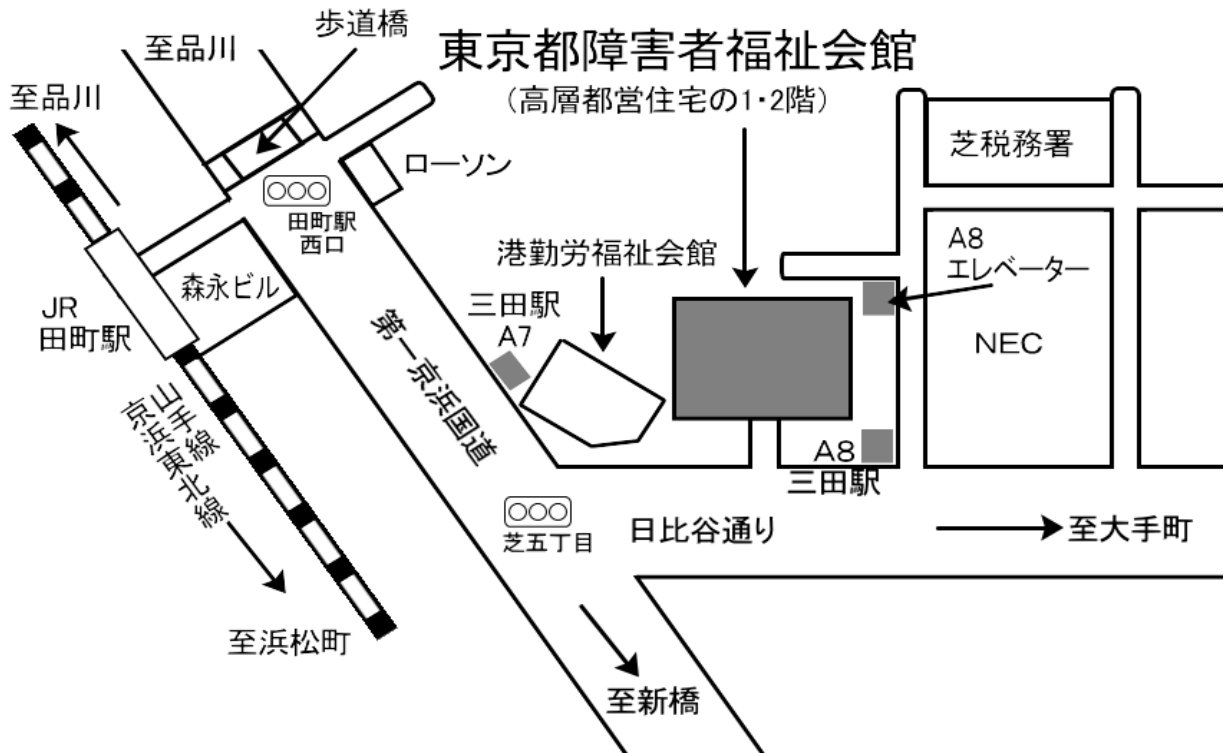 歩道橋
至品川
東京都障害者福祉会館
至品川
(高層都営住宅の1・2階)
芝税務署
ローソン
田町駅
西口
A8
エレベーター
港勤労福祉会館
森永ビル
三田駅
A7
JR
田町駅
NEC
第一京浜国道
山手線
京浜東北線
A8
三田駅
芝五丁目
日比谷通り
至大手町
至浜松町
至新橋